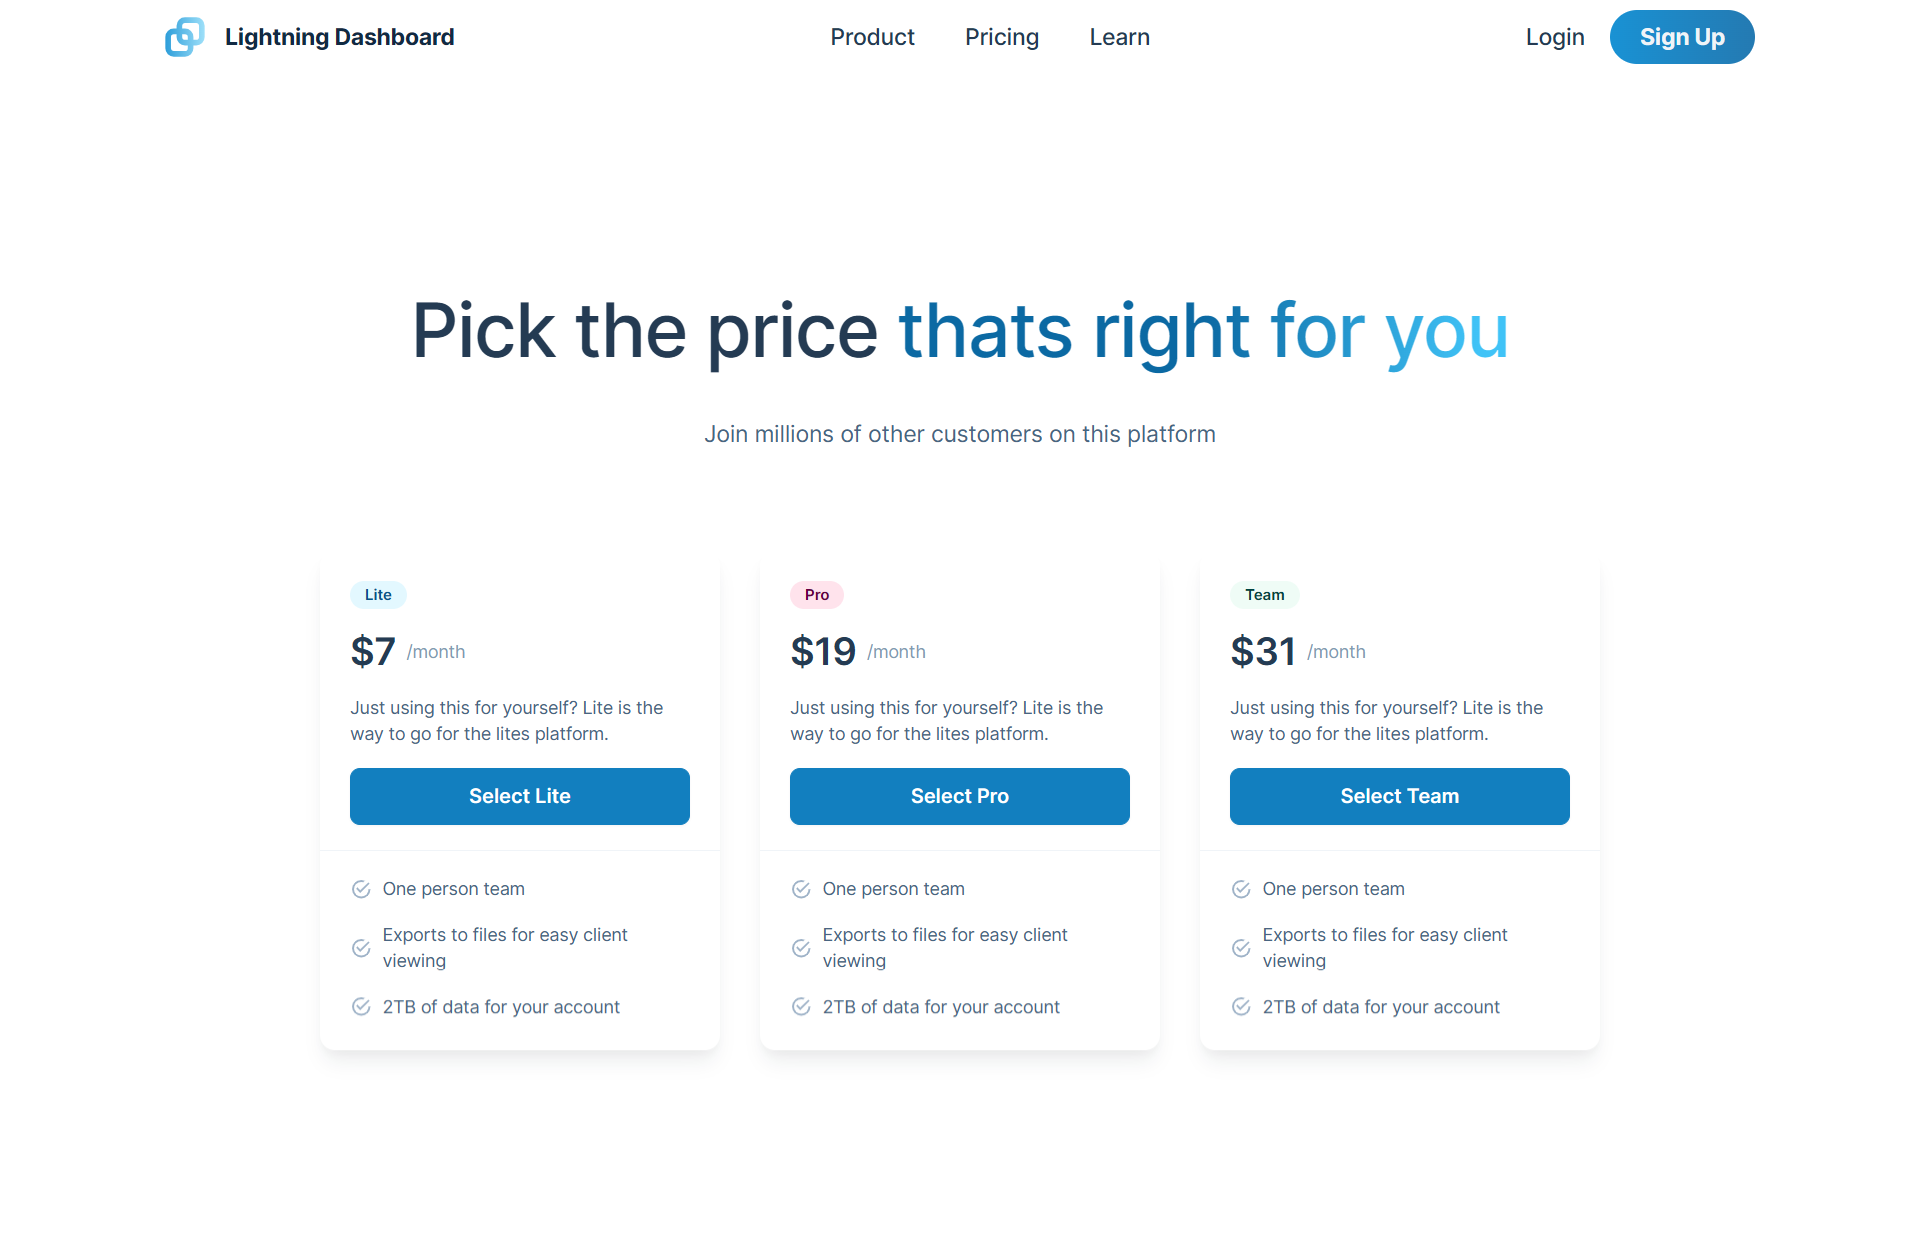 Lightning Dashboard
Product
Pricing
Learn
Login
Sign Up
Pick the price thats right for you
Join millions of other customers on this platform
Lite
$7 /month
Just using this for yourself? Lite is the
way to go for the lites platform.
Select Lite
One person team
Exports to files for easy client
viewing
2TB of data for your account
Pro
$19 /month
Just using this for yourself? Lite is the
way to go for the lites platform.
Select Pro
One person team
Exports to files for easy client
viewing
2TB of data for your account
Team
$31 /month
Just using this for yourself? Lite is the
way to go for the lites platform.
Select Team
One person team
Exports to files for easy client
viewing
2TB of data for your account